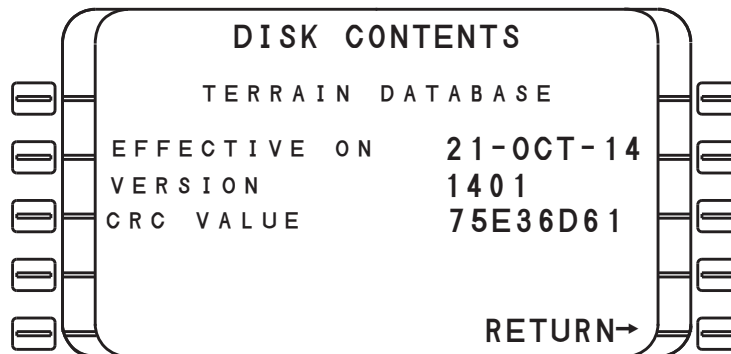 DISK CONTENTS
TERRAIN DATABASE
EFFECTIVE ON 21-OCT-14
VERSION 1401
CRC VALUE 75E36D61
RETURN→